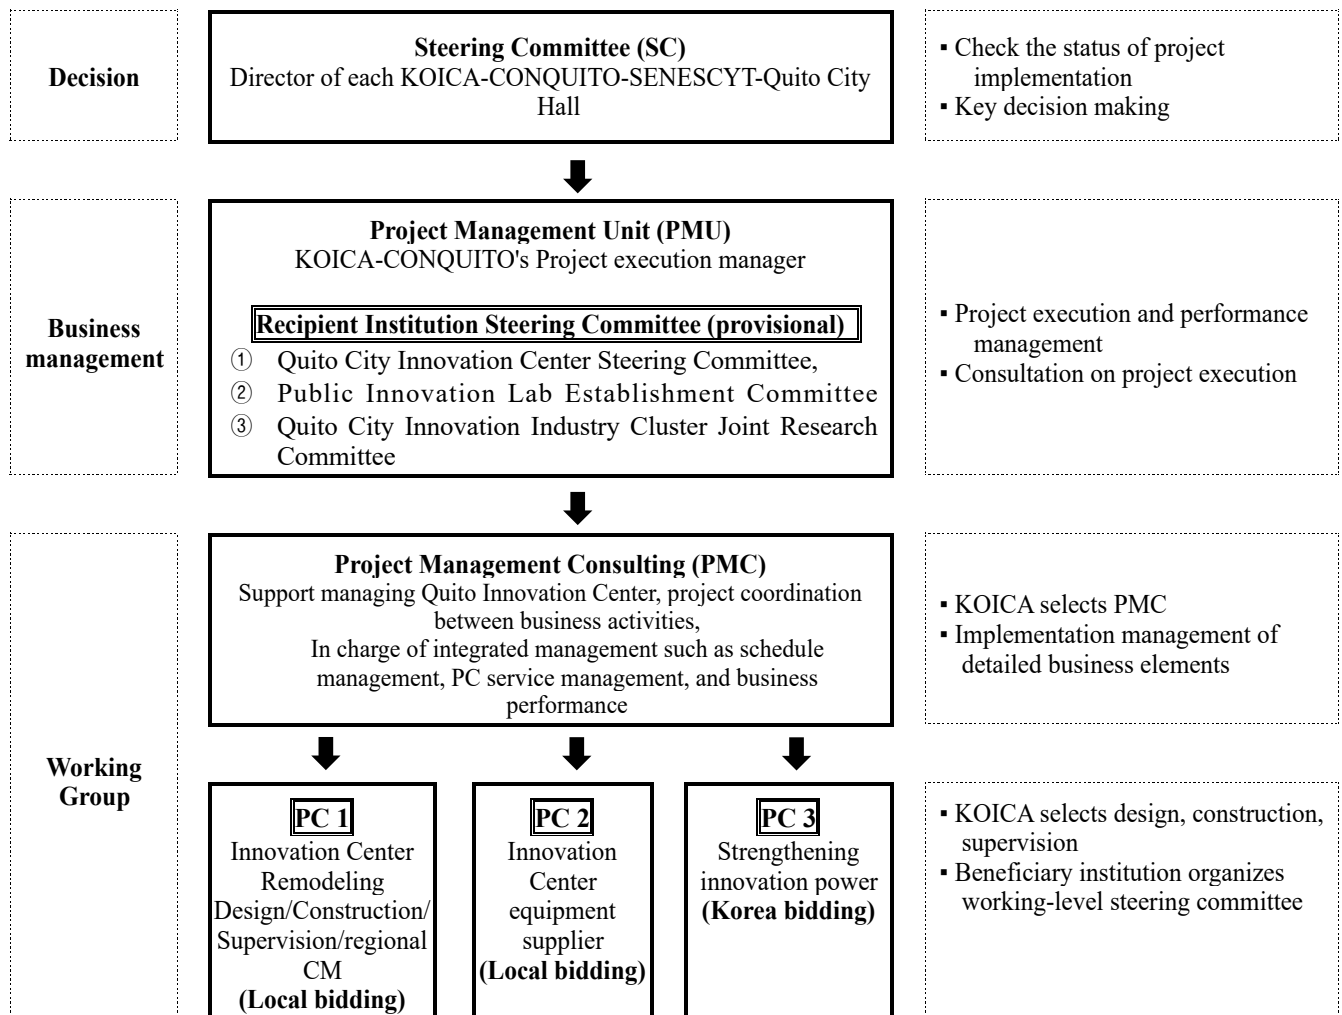 Decision
Steering Committee (SC)
Director of each KOICA-CONQUITO-SENESCYT-Quito City
Hall
▪ Check the status of project
implementation
▪ Key decision making
Business
management
Project Management Unit (PMU)
KOICA-CONQUITO's Project execution manager
Recipient Institution Steering Committee (provisional)
① Quito City Innovation Center Steering Committee,
② Public Innovation Lab Establishment Committee
③ Quito City Innovation Industry Cluster Joint Research
Committee
▪ Project execution and performance
management
▪ Consultation on project execution
Working
Group
Project Management Consulting (PMC)
Support managing Quito Innovation Center, project coordination
between business activities,
In charge of integrated management such as schedule
management, PC service management, and business
performance
▪ KOICA selects PMC
▪ Implementation management of
detailed business elements
PC 1
Innovation Center
Remodeling
Design/Construction/
Supervision/regional
CM
(Local bidding)
PC 2
Innovation
Center
equipment
supplier
(Local bidding)
PC 3
Strengthening
innovation power
(Korea bidding)
▪ KOICA selects design, construction,
supervision
▪ Beneficiary institution organizes
working-level steering committee